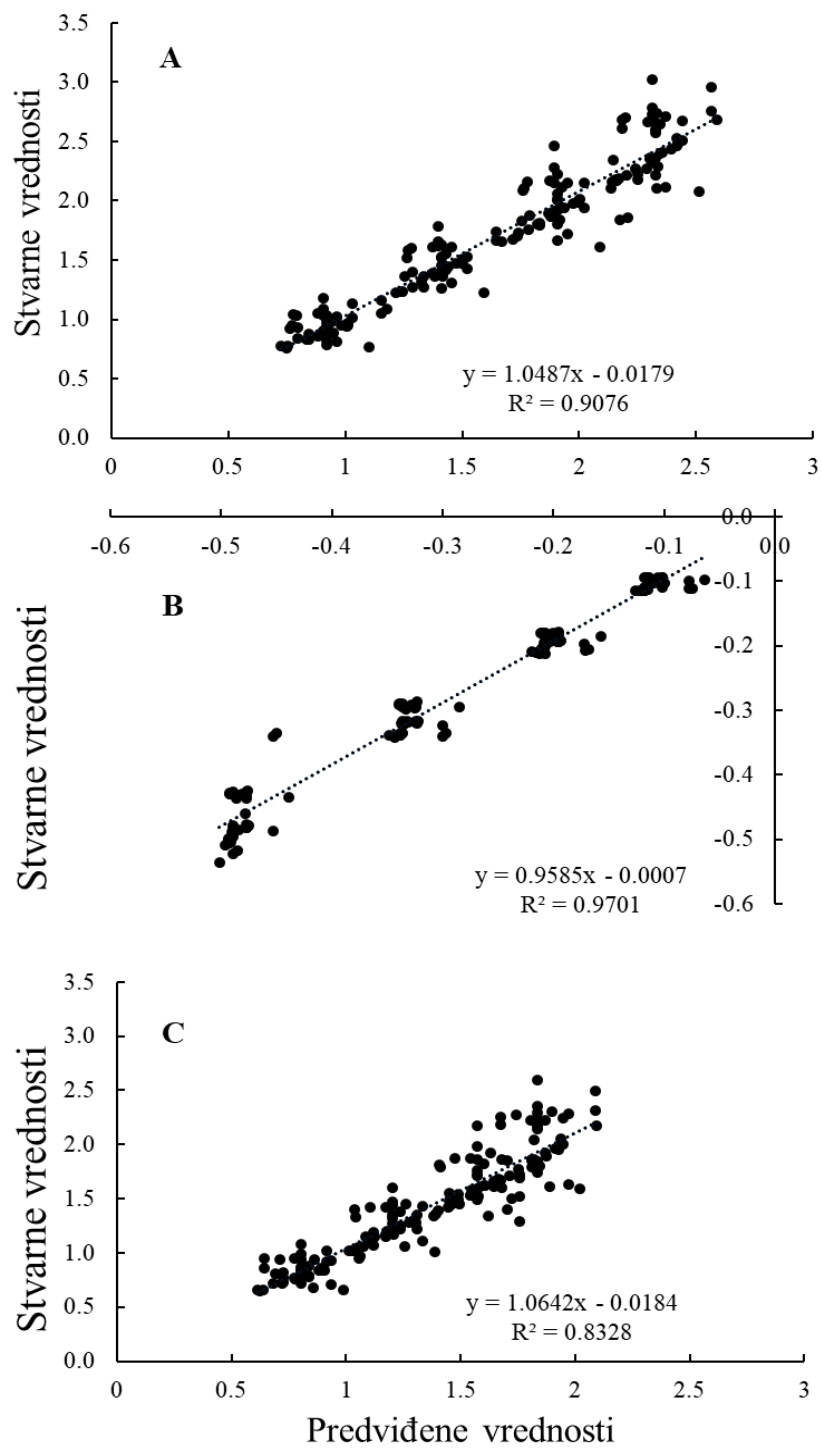 3.5
A
3.0
2.5
2.0
1.5
1.0
0.5
0.0
Stvarne vrednosti
y = 1.0487x - 0.0179
R² = 0.9076
0 0.5 1 1.5 2 2.5 3
0.0
-0.6 -0.5 -0.4 -0.3 -0.2 -0.1 0.0
B
-0.1
-0.2
-0.3
-0.4
-0.5
-0.6
Stvarne vrednosti
y = 0.9585x - 0.0007
R² = 0.9701
3.5
C
3.0
2.5
2.0
1.5
1.0
0.5
0.0
Stvarne vrednosti
y = 1.0642x - 0.0184
R² = 0.8328
0 0.5 1 1.5 2 2.5 3
Predviđene vrednosti